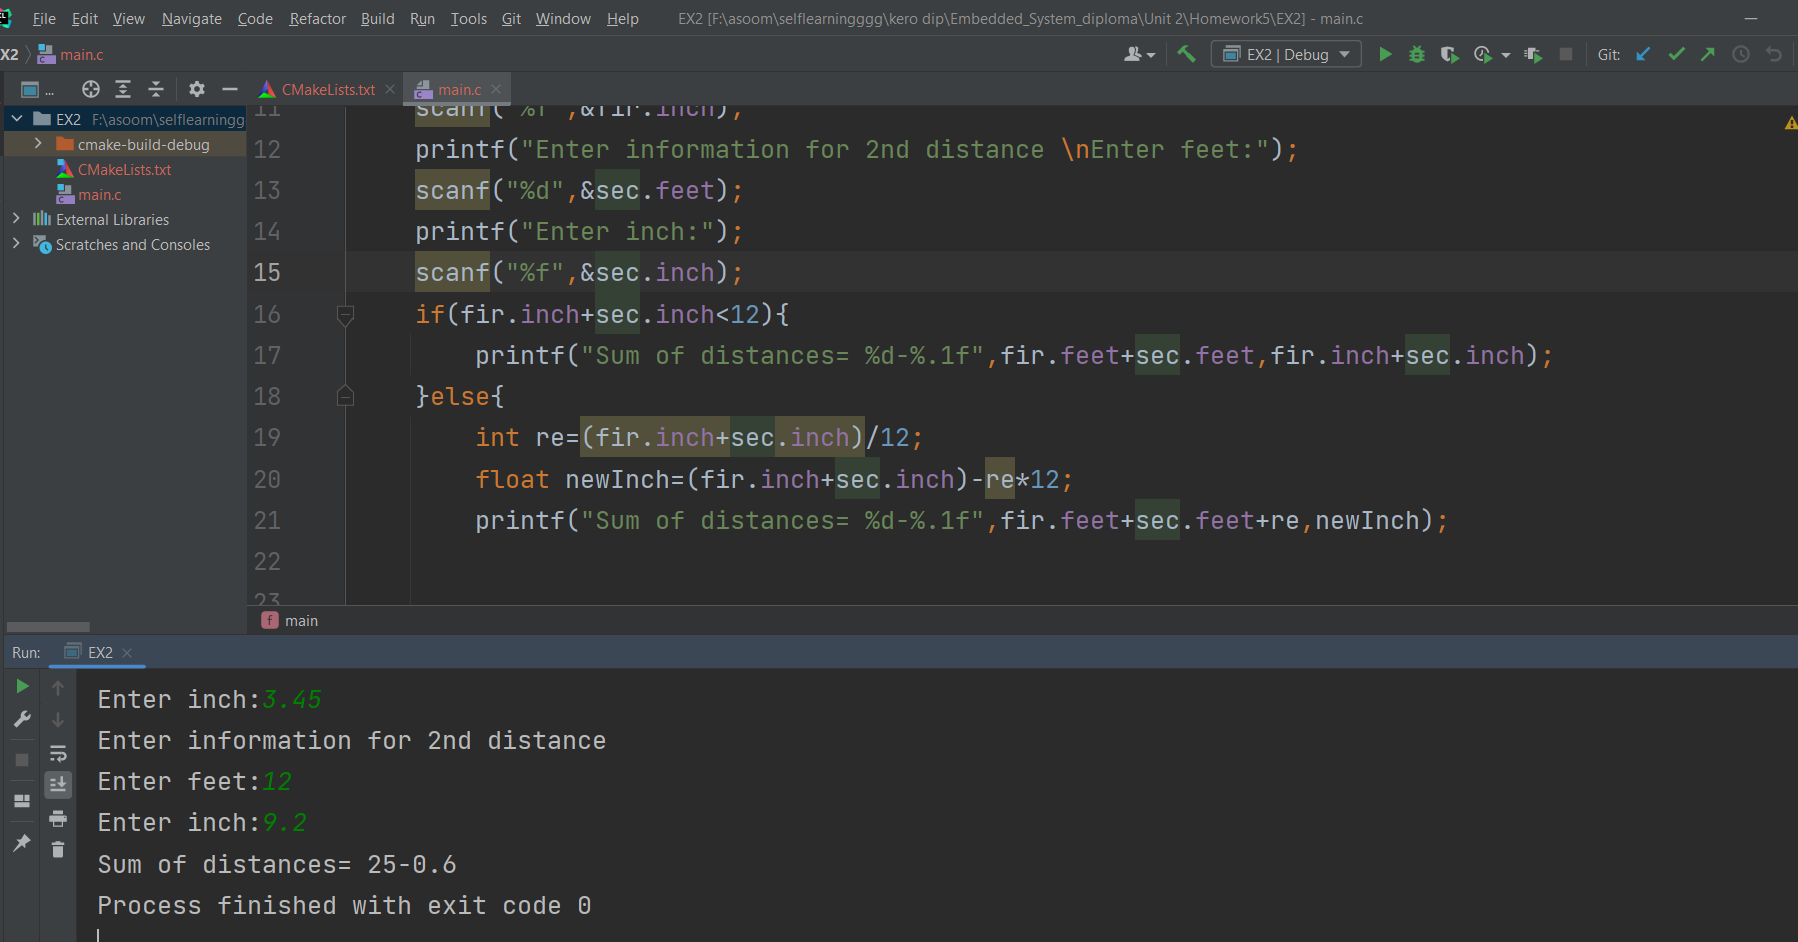 File Edit View Navigate Code Refactor Build Run Tools Git Window Help EX2 [F:\asoom\selflearningggg\kero dip\Embedded_System_diploma\Unit 2\Homework5\EX2] - main.c
X2 main.c EX2 | Debug Git:
... CMakeLists.txt main.c
EX2 F:\asoom\selflearningg
cmake-build-debug
CMakeLists.txt
main.c
External Libraries
Scratches and Consoles
11 scanf("%f",&fir.inch);
12 printf("Enter information for 2nd distance \nEnter feet:");
13 scanf("%d",&sec.feet);
14 printf("Enter inch:");
15 scanf("%f",&sec.inch);
16 if(fir.inch+sec.inch<12){
17 printf("Sum of distances= %d-%.1f",fir.feet+sec.feet,fir.inch+sec.inch);
18 }else{
19 int re=(fir.inch+sec.inch)/12;
20 float newInch=(fir.inch+sec.inch)-re*12;
21 printf("Sum of distances= %d-%.1f",fir.feet+sec.feet+re,newInch);
22
23
f main
Run: EX2
Enter inch:3.45
Enter information for 2nd distance
Enter feet:12
Enter inch:9.2
Sum of distances= 25-0.6
Process finished with exit code 0